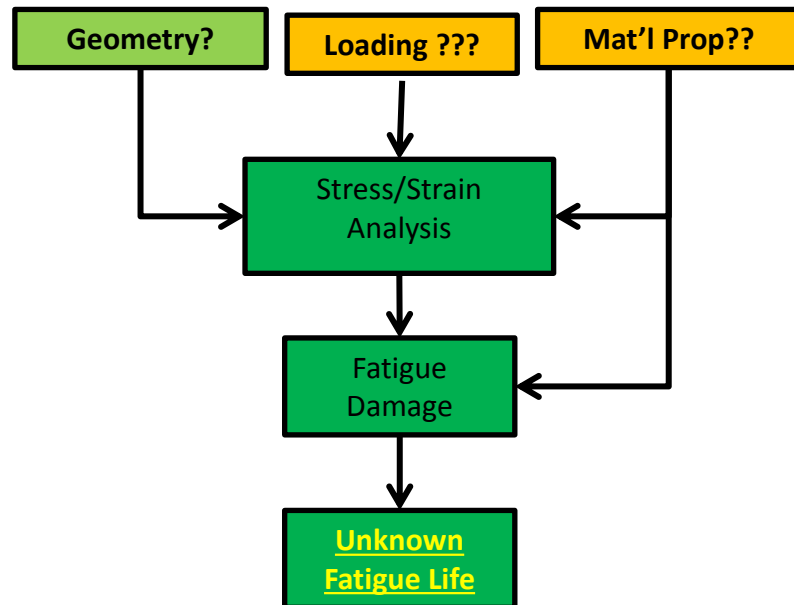 Geometry?
Loading ???
Mat’l Prop??
Stress/Strain
Analysis
Fatigue
Damage
Unknown
Fatigue Life